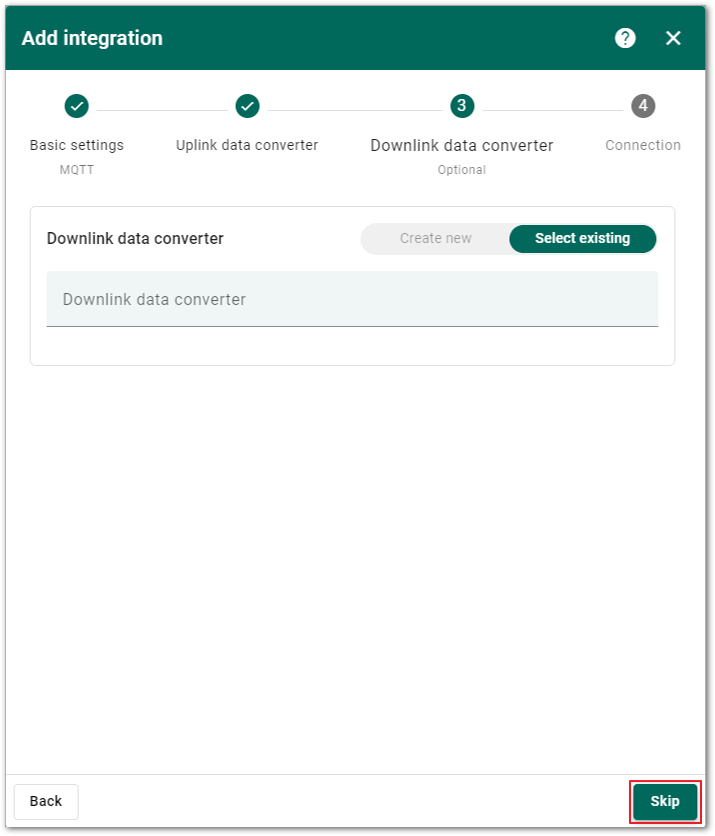 Add integration
?
3
4
Basic settings
Uplink data converter
Downlink data converter
Connection
MQTT
Optional
Downlink data converter
Create new
Select existing
Downlink data converter
Back
Skip